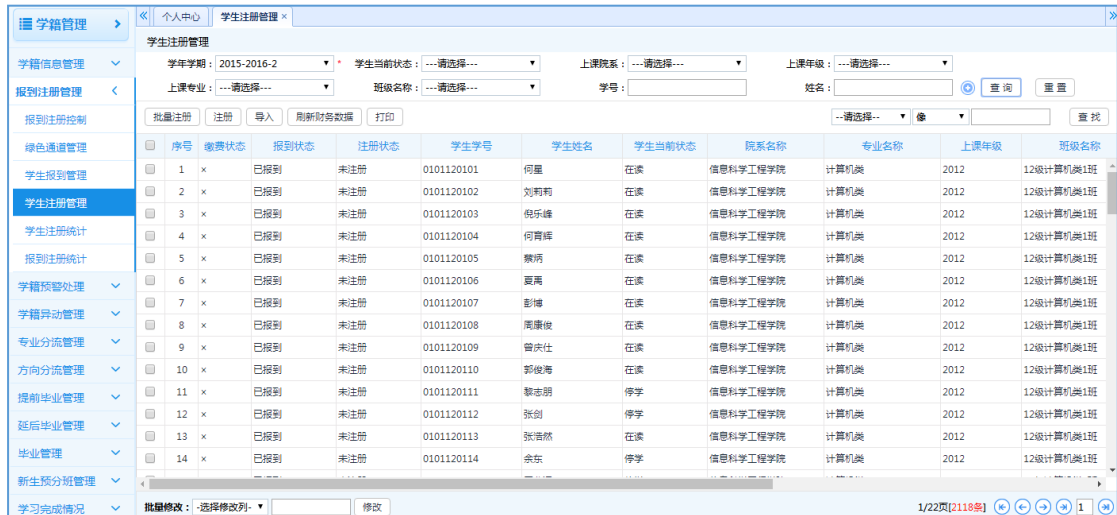 学籍管理
个人中心 学生注册管理 ×
学生注册管理
学籍信息管理
报到注册管理
报到注册控制
绿色通道管理
学生报到管理
学生注册管理
学生注册统计
报到注册统计
学籍预警处理
学籍异动管理
专业分流管理
方向分流管理
提前毕业管理
延后毕业管理
毕业管理
新生预分班管理
学习完成情况
学年学期: 2015-2016-2 * 学生当前状态: ---请选择--- 上课院系: ---请选择--- 上课年级: ---请选择---
上课专业: ---请选择--- 班级名称: ---请选择--- 学号: 姓名: 查 询 重 置
批量注册 注册 导入 刷新财务数据 打印 --请选择-- 像 查 找
序号 缴费状态 报到状态 注册状态 学生学号 学生姓名 学生当前状态 院系名称 专业名称 上课年级 班级名称
1 × 已报到 未注册 0101120101 何星 在读 信息科学工程学院 计算机类 2012 12级计算机类1班
2 × 已报到 未注册 0101120102 刘莉莉 在读 信息科学工程学院 计算机类 2012 12级计算机类1班
3 × 已报到 未注册 0101120103 倪乐峰 在读 信息科学工程学院 计算机类 2012 12级计算机类1班
4 × 已报到 未注册 0101120104 何育辉 在读 信息科学工程学院 计算机类 2012 12级计算机类1班
5 × 已报到 未注册 0101120105 蔡炳 在读 信息科学工程学院 计算机类 2012 12级计算机类1班
6 × 已报到 未注册 0101120106 夏禹 在读 信息科学工程学院 计算机类 2012 12级计算机类1班
7 × 已报到 未注册 0101120107 彭博 在读 信息科学工程学院 计算机类 2012 12级计算机类1班
8 × 已报到 未注册 0101120108 周康俊 在读 信息科学工程学院 计算机类 2012 12级计算机类1班
9 × 已报到 未注册 0101120109 曾庆仕 在读 信息科学工程学院 计算机类 2012 12级计算机类1班
10 × 已报到 未注册 0101120110 郭俊海 在读 信息科学工程学院 计算机类 2012 12级计算机类1班
11 × 已报到 未注册 0101120111 黎志朋 停学 信息科学工程学院 计算机类 2012 12级计算机类1班
12 × 已报到 未注册 0101120112 张剑 停学 信息科学工程学院 计算机类 2012 12级计算机类1班
13 × 已报到 未注册 0101120113 张浩然 在读 信息科学工程学院 计算机类 2012 12级计算机类1班
14 × 已报到 未注册 0101120114 余东 停学 信息科学工程学院 计算机类 2012 12级计算机类1班
批量修改: -选择修改列- 修改 1/22页[2118条] 1